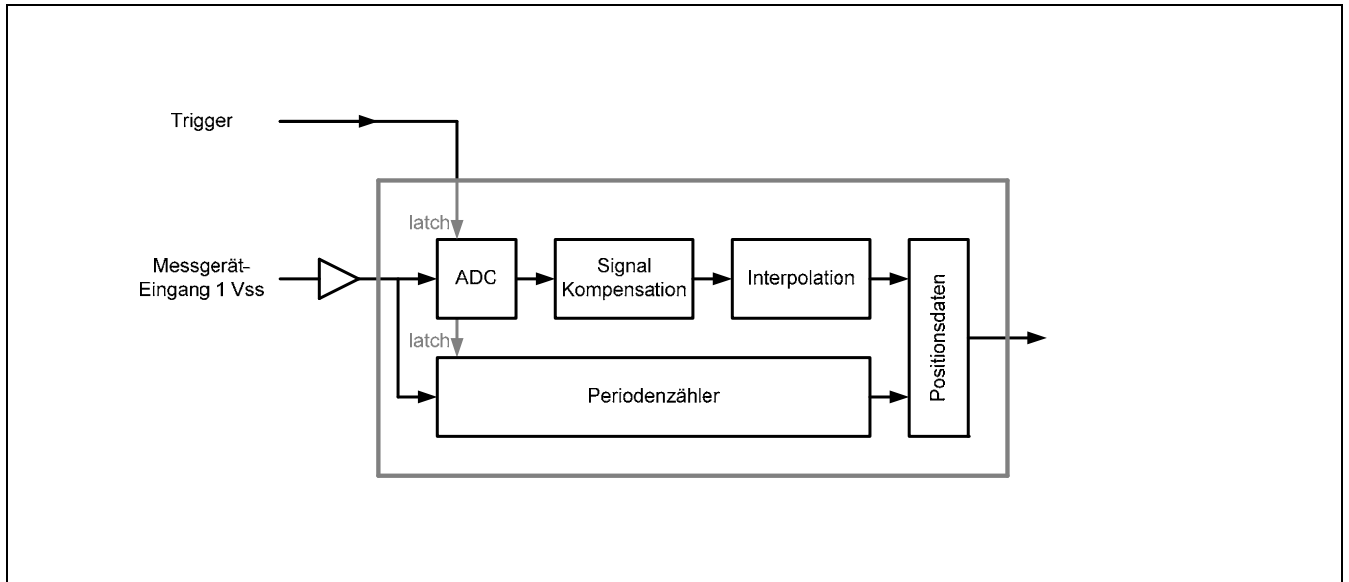 Trigger
latch
Messgerät-
Eingang 1 Vss
ADC
Signal
Kompensation
Interpolation
Positionsdaten
latch
Periodenzähler